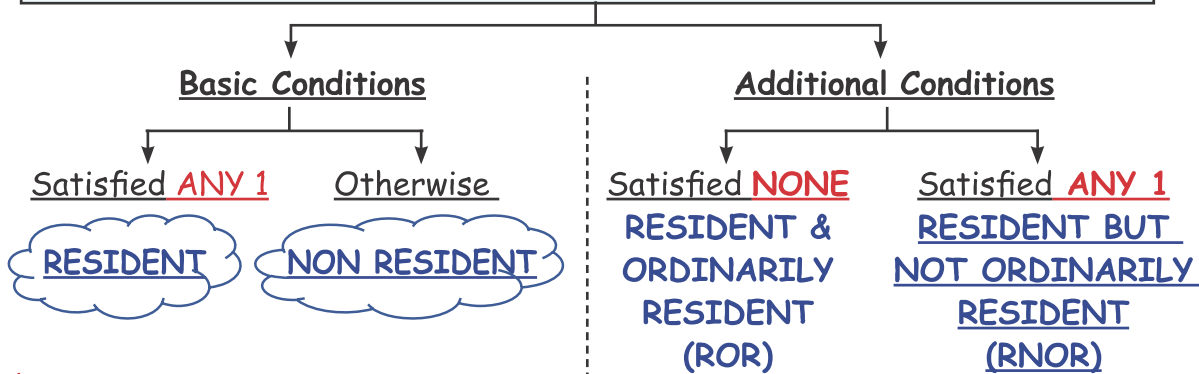 Basic Conditions
Additional Conditions
Satisfied ANY 1
Otherwise
Satisfied NONE
Satisfied ANY 1
RESIDENT
NON RESIDENT
RESIDENT &
ORDINARILY
RESIDENT
(ROR)
RESIDENT BUT
NOT ORDINARILY
RESIDENT
(RNOR)